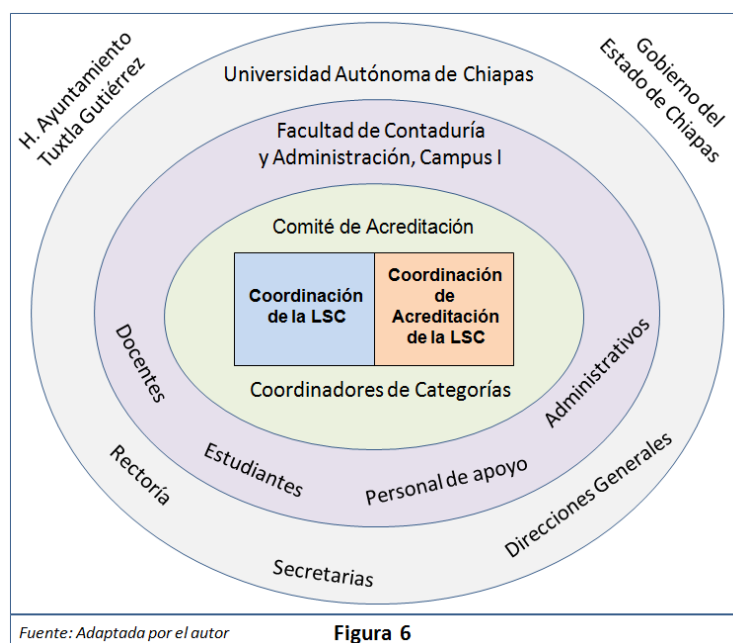 H. Ayuntamiento
Tuxtla Gutiérrez
Gobierno del
Estado de Chiapas
Universidad Autónoma de Chiapas
Facultad de Contaduría
y Administración, Campus I
Comité de Acreditación
Coordinación
de la LSC
Coordinación
de
Acreditación
de la LSC
Coordinadores de Categorías
Docentes
Estudiantes
Personal de apoyo
Administrativos
Rectoría
Secretarias
Direcciones Generales
Fuente: Adaptada por el autor
Figura 6